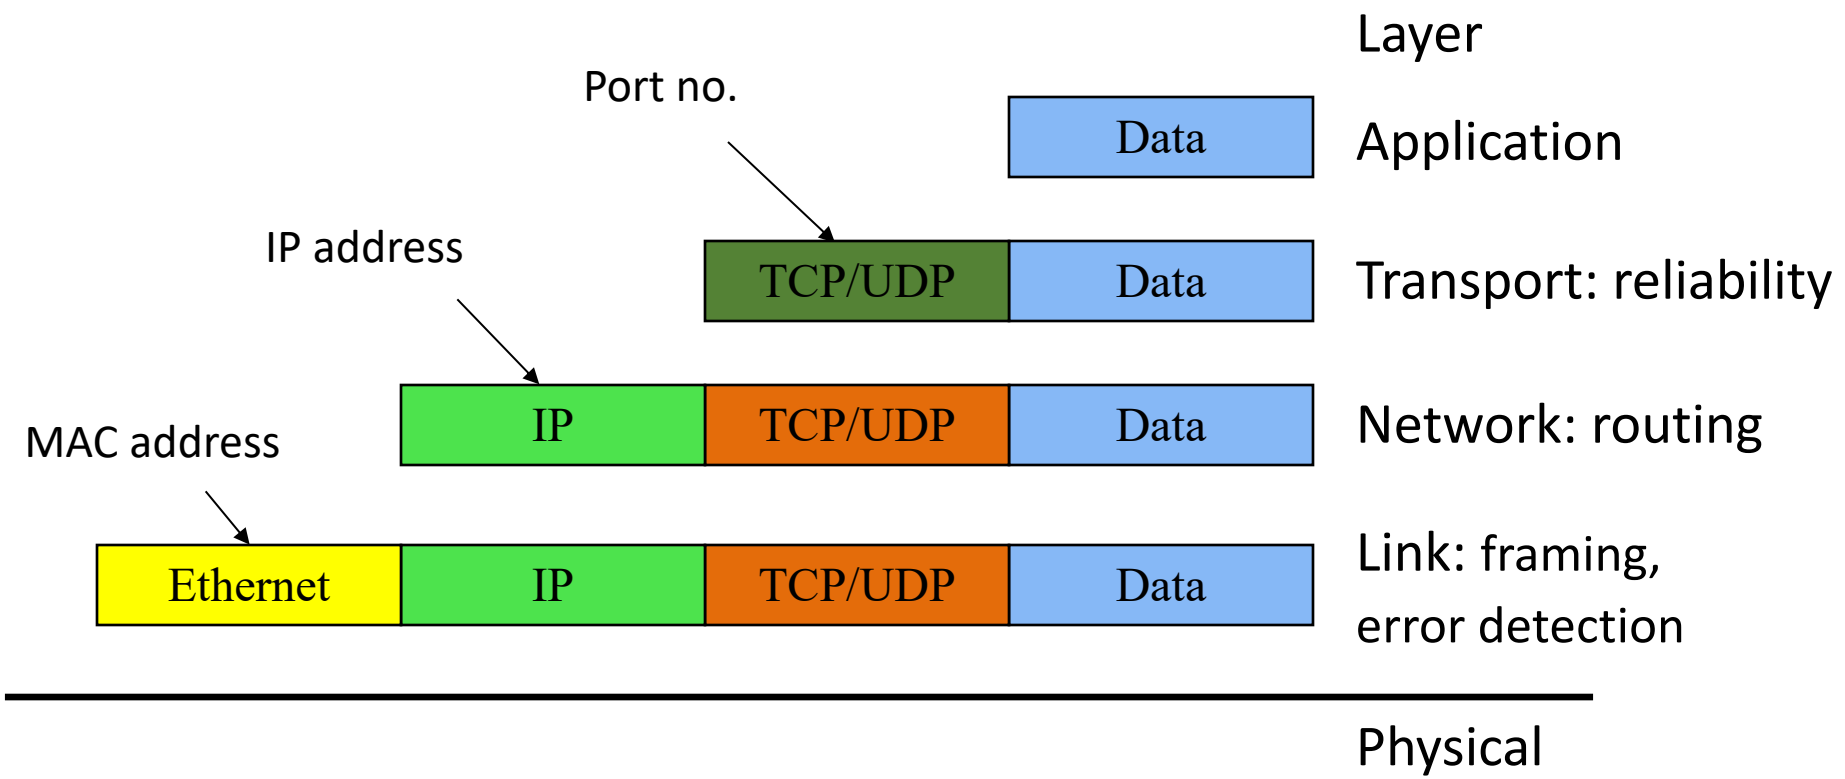 Layer
Port no.
Data
Application
IP address
TCP/UDP
Data
Transport: reliability
MAC address
IP
TCP/UDP
Data
Network: routing
Ethernet
IP
TCP/UDP
Data
Link: framing,
error detection
Physical